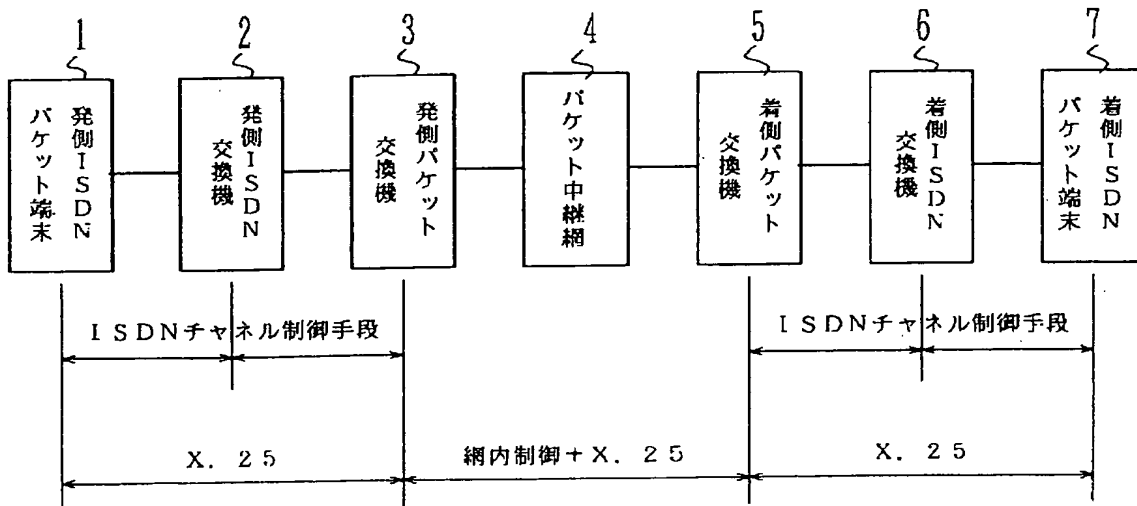 1
2
3
4
5
6
7
発側ISDN
パケット端末
発側ISDN
交換機
発側パケット
交換機
パケット中継網
着側パケット
交換機
着側ISDN
交換機
着側ISDN
パケット端末
ISDNチャネル制御手段
ISDNチャネル制御手段
X.25
網内制御+X.25
X.25